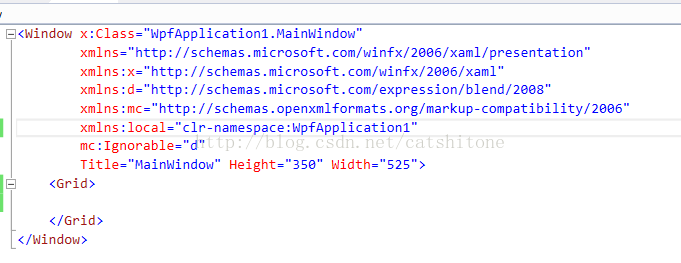 <Window x:Class="WpfApplication1.MainWindow"
xmlns="http://schemas.microsoft.com/winfx/2006/xaml/presentation"
xmlns:x="http://schemas.microsoft.com/winfx/2006/xaml"
xmlns:d="http://schemas.microsoft.com/expression/blend/2008"
xmlns:mc="http://schemas.openxmlformats.org/markup-compatibility/2006"
xmlns:local="clr-namespace:WpfApplication1"
http://blog.csdn.net/catshitone
mc:Ignorable="d"
Title="MainWindow" Height="350" Width="525">
<Grid>
</Grid>
</Window>